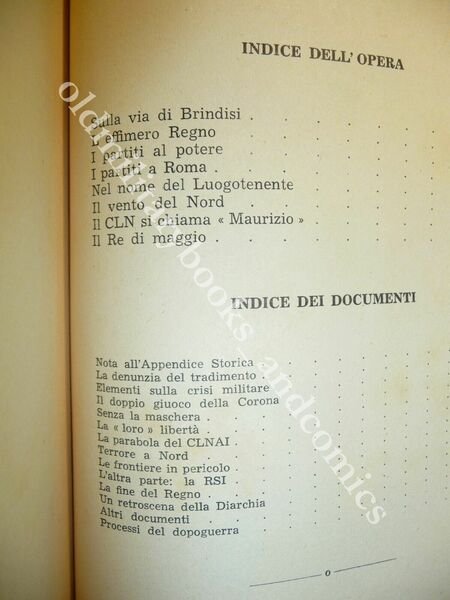 INDICE DELL'OPERA
Sulla via di Brindisi .
L'effimero Regno
I partiti al potere
I partiti a Roma .
Nel nome del Luogotenente
Il vento del Nord .
Il CLN si chiama « Maurizio »
Il Re di maggio .
INDICE DEI DOCUMENTI
Nota all'Appendice Storica
La denunzia del tradimento .
Elementi sulla crisi militare
Il doppio giuoco della Corona
Senza la maschera .
La « loro » libertà .
La parabola del CLNAI .
Terrore a Nord .
Le frontiere in pericolo
L'altra parte: la RSI
La fine del Regno .
Un retroscena della Diarchia
Altri documenti .
Processi del dopoguerra
0
oldmilitarybooks andcomics